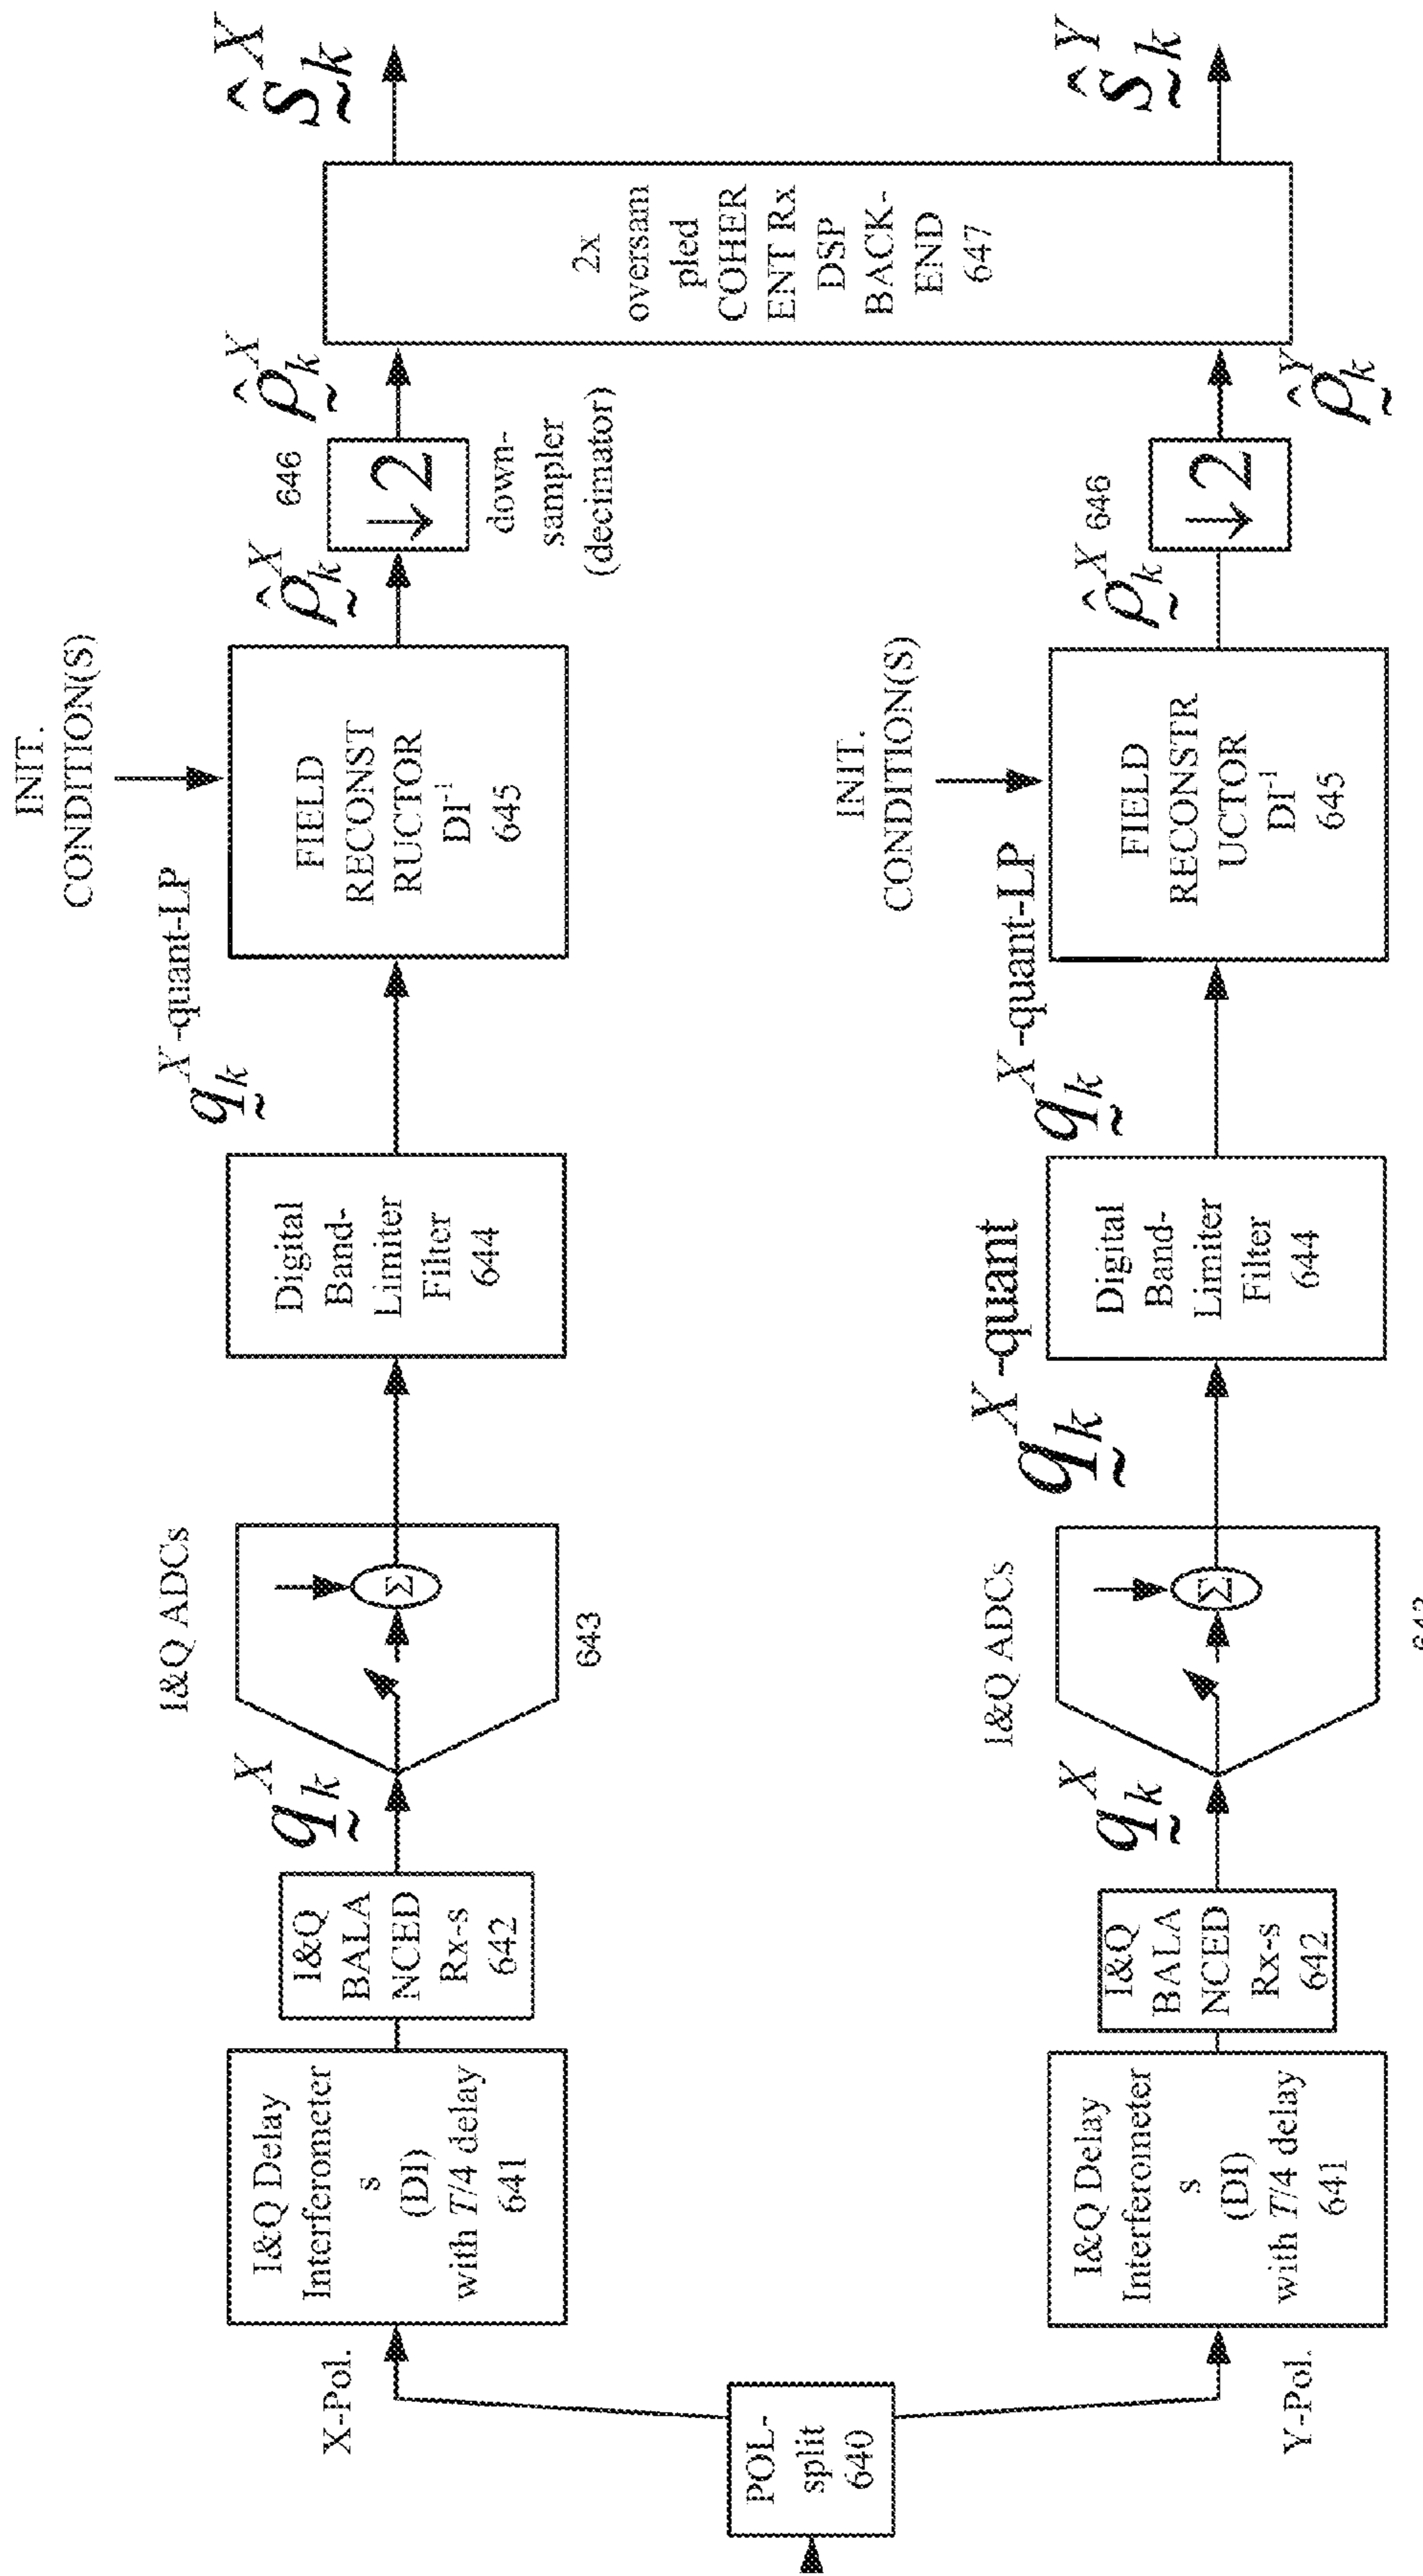 POL-
split
640
X-Pol.
I&Q Delay
Interferometer
s
(DI)
with T/4 delay
641
I&Q
BALA
NCED
Rx-s
642
q_k^X
I&Q ADCs
Σ
643
Digital
Band-
Limiter
Filter
644
q_k^X-quant-LP
INIT.
CONDITION(S)
FIELD
RECONST
RUCTOR
DI⁻¹
645
ρ̂_k^X
646
↓2
down-
sampler
(decimator)
ρ̂_k^X
2x
oversam
pled
COHER
ENT Rx
DSP
BACK-
END
647
ŝ_k^X
Y-Pol.
I&Q Delay
Interferometer
s
(DI)
with T/4 delay
641
I&Q
BALA
NCED
Rx-s
642
q_k^X
I&Q ADCs
Σ
643
q_k^X-quant
Digital
Band-
Limiter
Filter
644
q_k^X-quant-LP
INIT.
CONDITION(S)
FIELD
RECONSTR
UCTOR
DI⁻¹
645
ρ̂_k^X
646
↓2
ρ̂_k^Y
ŝ_k^Y